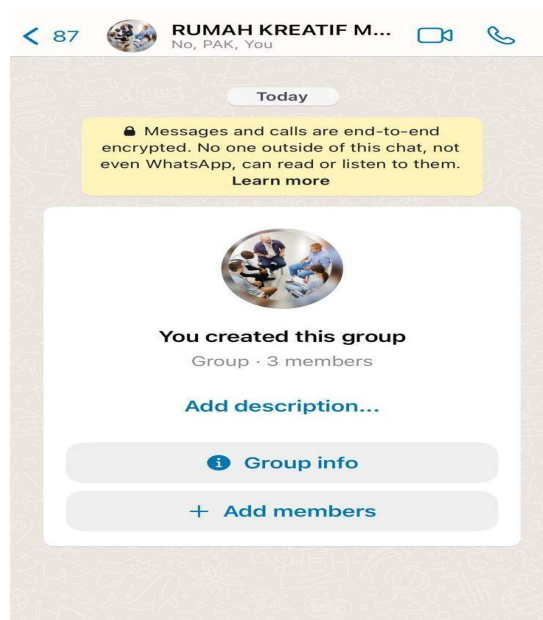 87
RUMAH KREATIF M...
No, PAK, You
Today
Messages and calls are end-to-end
encrypted. No one outside of this chat, not
even WhatsApp, can read or listen to them.
Learn more
You created this group
Group · 3 members
Add description...
Group info
+ Add members